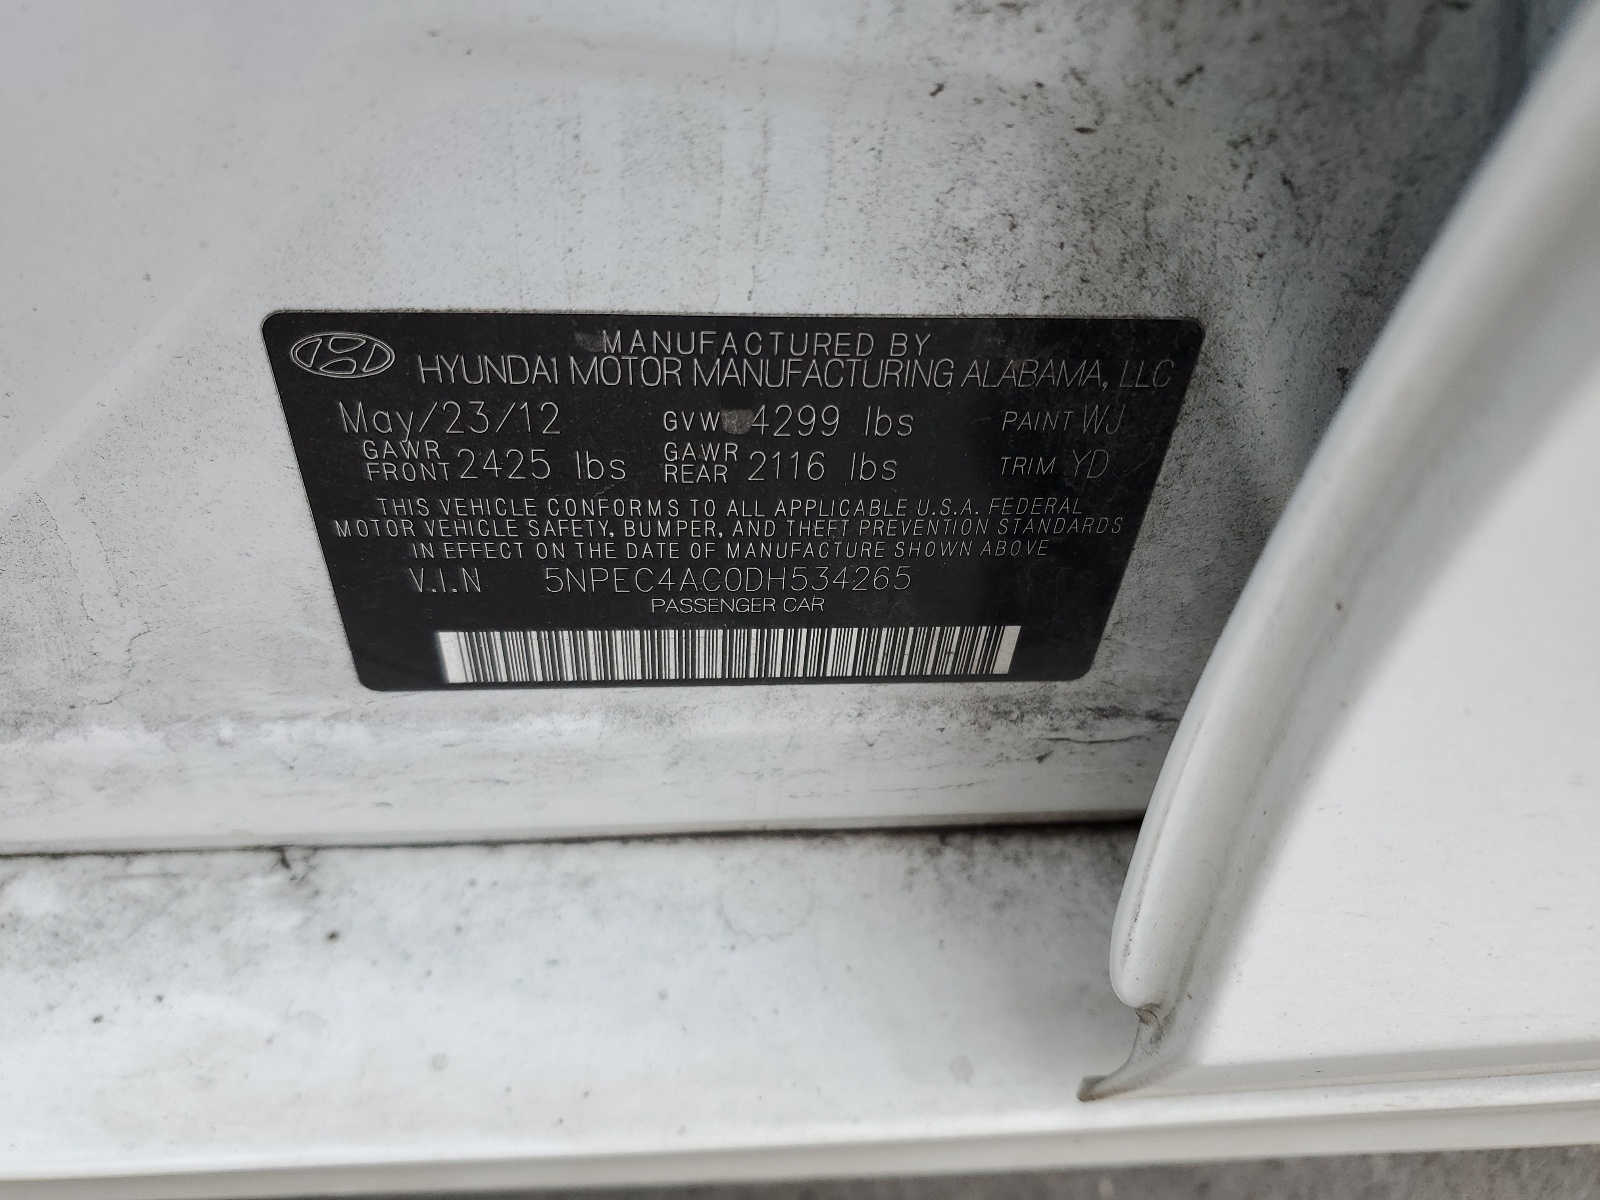 MANUFACTURED BY
HYUNDAI MOTOR MANUFACTURING ALABAMA, LLC
May/23/12 GVW 4299 lbs PAINT WJ
GAWR FRONT 2425 lbs GAWR REAR 2116 lbs TRIM YD
THIS VEHICLE CONFORMS TO ALL APPLICABLE U.S.A. FEDERAL
MOTOR VEHICLE SAFETY, BUMPER, AND THEFT PREVENTION STANDARDS
IN EFFECT ON THE DATE OF MANUFACTURE SHOWN ABOVE
V.I.N 5NPEC4AC0DH534265
PASSENGER CAR